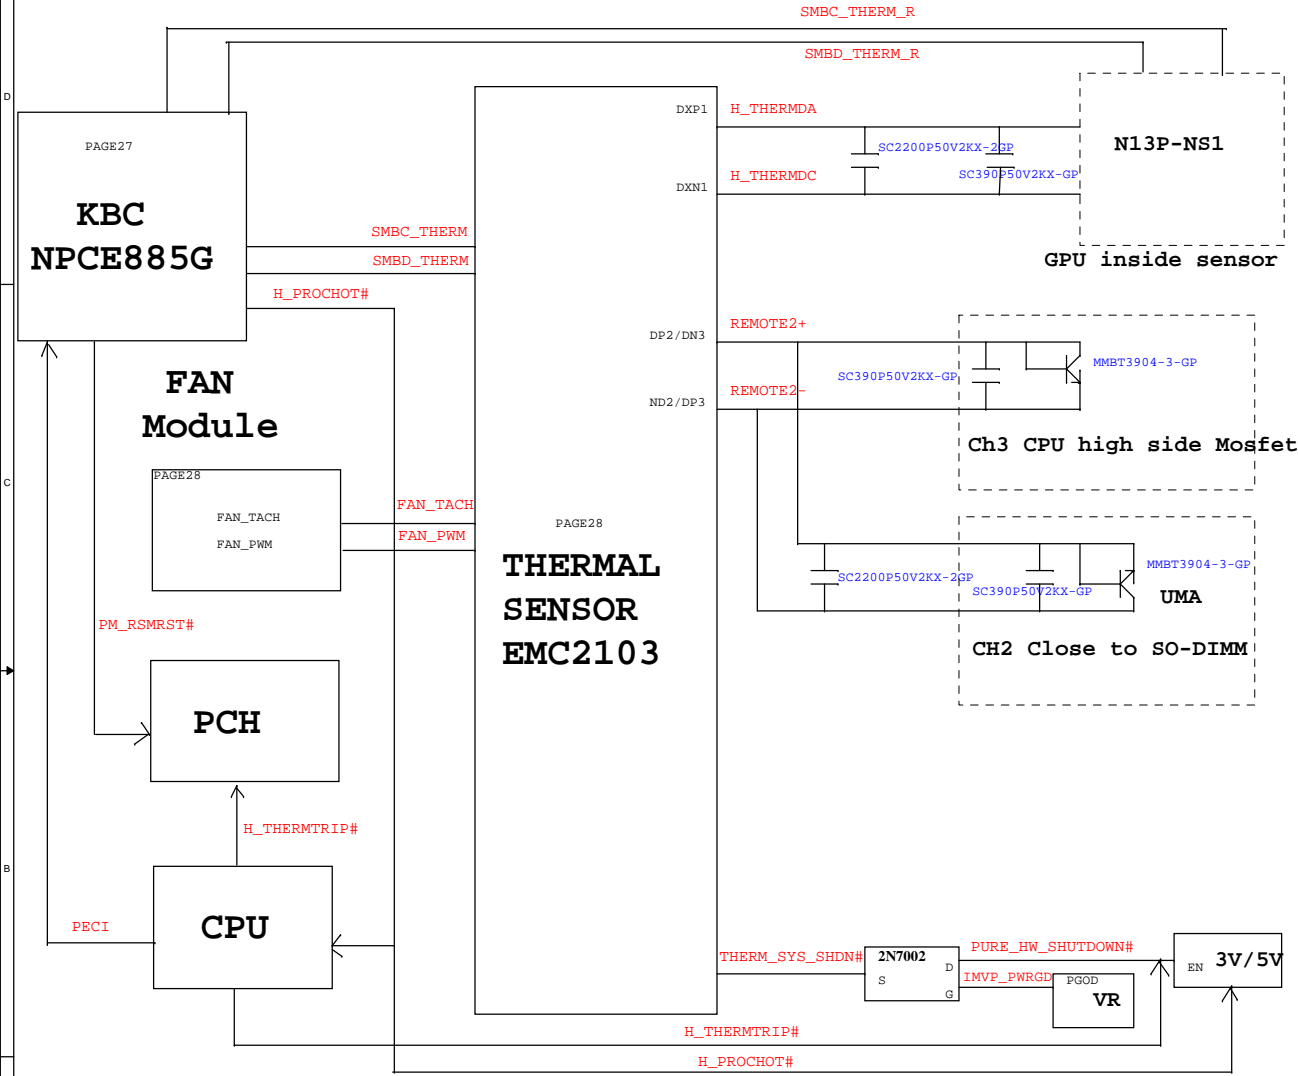 SMBC_THERM_R
SMBD_THERM_R
D
PAGE27
KBC
NPCE885G
DXP1
H_THERMDA
SC2200P50V2KX-2GP
SC390P50V2KX-GP
N13P-NS1
DXN1
H_THERMDC
GPU inside sensor
SMBC_THERM
SMBD_THERM
H_PROCHOT#
DP2/DN3
REMOTE2+
SC390P50V2KX-GP
MMBT3904-3-GP
ND2/DP3
REMOTE2-
Ch3 CPU high side Mosfet
FAN
Module
C
PAGE28
FAN_TACH
FAN_PWM
FAN_TACH
FAN_PWM
PAGE28
THERMAL
SENSOR
EMC2103
SC2200P50V2KX-2GP
SC390P50V2KX-GP
MMBT3904-3-GP
UMA
CH2 Close to SO-DIMM
PM_RSMRST#
PCH
H_THERMTRIP#
B
CPU
PECI
THERM_SYS_SHDN#
2N7002
S
D
G
PURE_HW_SHUTDOWN#
IMVP_PWRGD
PGOD
VR
EN
3V/5V
H_THERMTRIP#
H_PROCHOT#